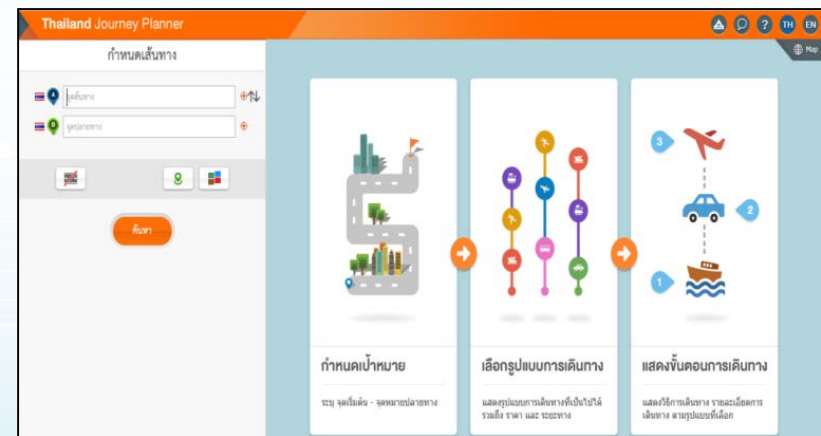 Thailand Journey Planner
? TH EN
Map
กำหนดเส้นทาง
A จุดต้นทาง
B จุดปลายทาง
ค้นหา
3
2
1
กำหนดเป้าหมาย
ระบุ จุดเริ่มต้น - จุดหมายปลายทาง
เลือกรูปแบบการเดินทาง
แสดงรูปแบบการเดินทางที่เป็นไปได้
รวมถึง ราคา และ ระยะทาง
แสดงขั้นตอนการเดินทาง
แสดงวิธีการเดินทาง รายละเอียดการ
เดินทาง ตามรูปแบบที่เลือก